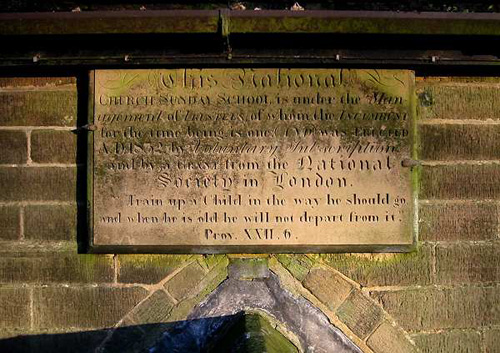 This National
CHURCH SUNDAY SCHOOL, is under the Man-
agement of Trustees, of whom the Incumbent
for the time being is one, AND was ERECTED
A.D. 1852, by Voluntary Subscription
and by a GRANT from the National
Society in London.
Train up a Child in the way he should go
and when he is old he will not depart from it.
Prov. XXII. 6.